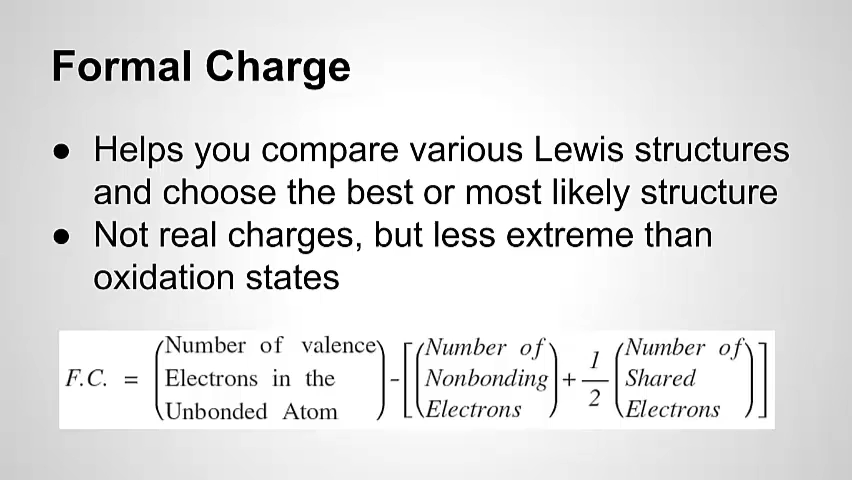 Formal Charge
● Helps you compare various Lewis structures
and choose the best or most likely structure
● Not real charges, but less extreme than
oxidation states
F.C. = (Number of valence Electrons in the Unbonded Atom) - [(Number of Nonbonding Electrons) + 1/2 (Number of Shared Electrons)]